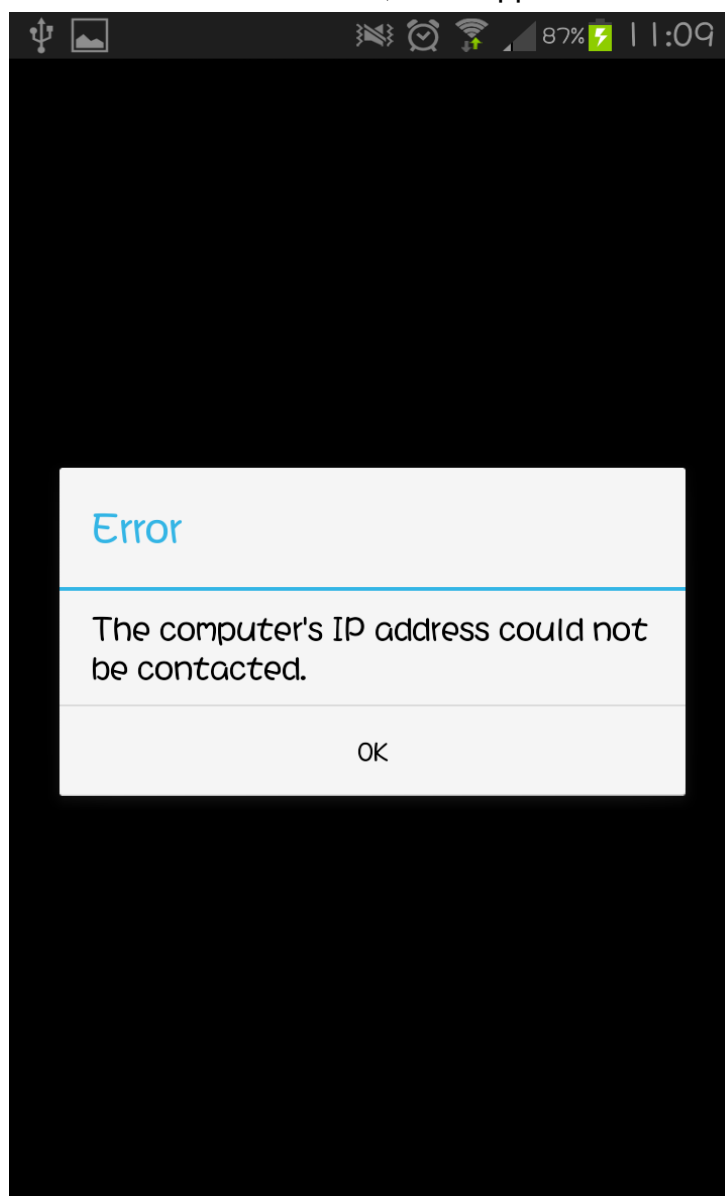 87% 11:09
Error
The computer's IP address could not
be contacted.
OK